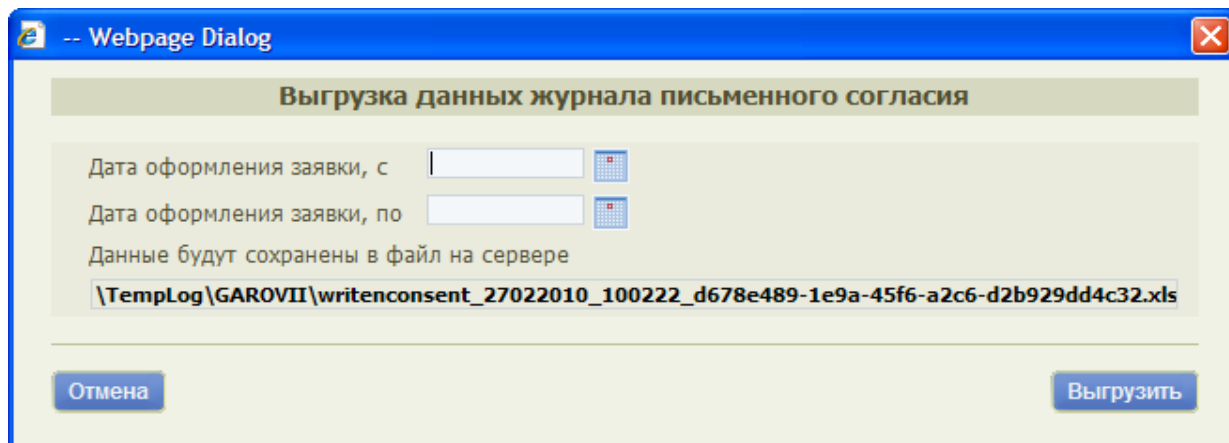 -- Webpage Dialog
Выгрузка данных журнала письменного согласия
Дата оформления заявки, с
Дата оформления заявки, по
Данные будут сохранены в файл на сервере
\TempLog\GAROVII\writenconsent_27022010_100222_d678e489-1e9a-45f6-a2c6-d2b929dd4c32.xls
Отмена Выгрузить